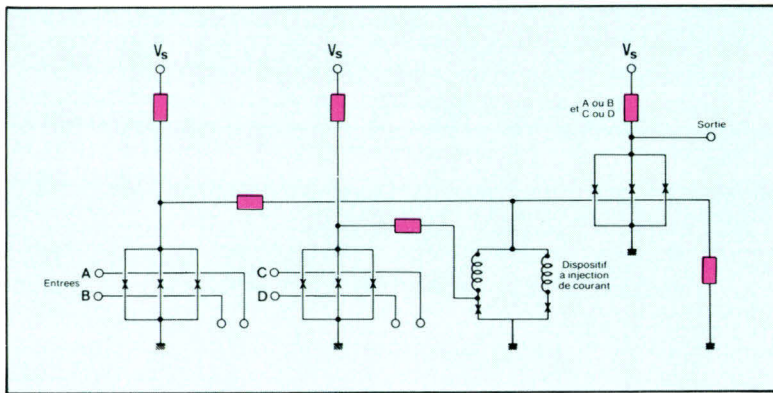 Vs
Vs
Vs
A ou B
et
C ou D
Sortie
A
Entrees
B
C
D
Dispositif
a injection
de courant